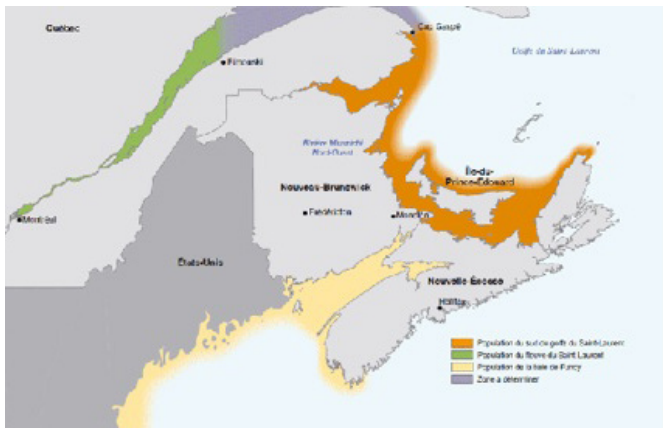 Québec
Cap Gaspé
Golfe du Saint-Laurent
Rimouski
Rivière Miramichi
Nord-Ouest
Île-du-
Prince-Édouard
Nouveau-Brunswick
Fredericton
Moncton
Montréal
États-Unis
Nouvelle-Écosse
Halifax
Population du sud du golfe du Saint-Laurent
Population du fleuve du Saint-Laurent
Population de la baie de Fundy
Zone à déterminer